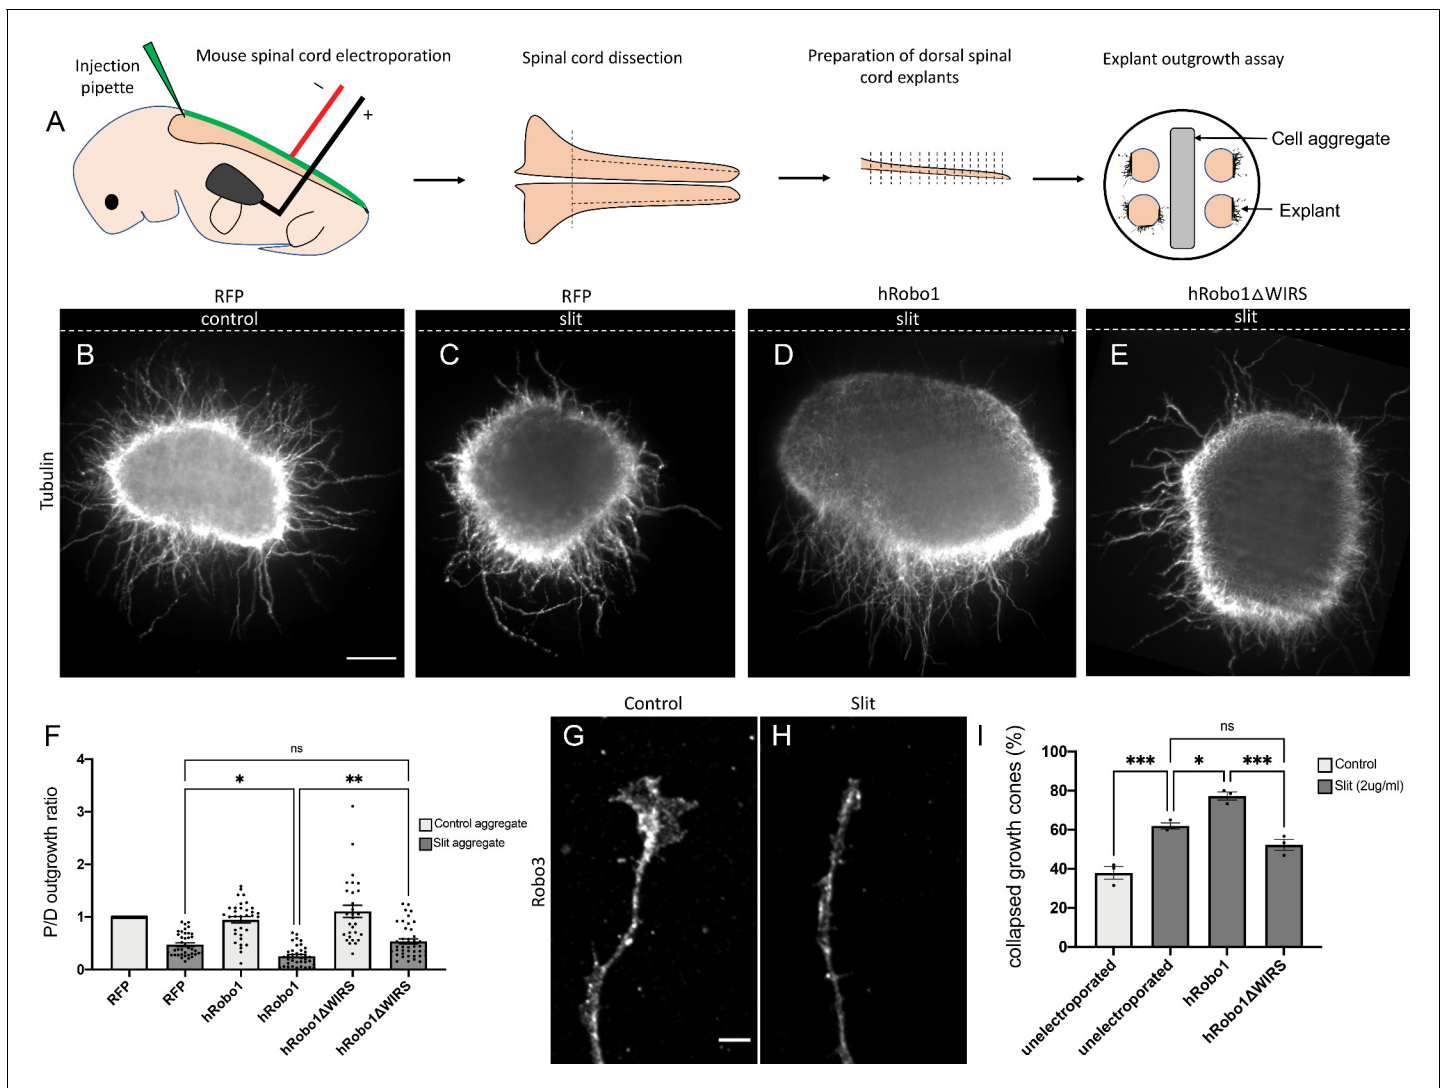 A
Injection
pipette
Mouse spinal cord electroporation
–
+
Spinal cord dissection
Preparation of dorsal spinal
cord explants
Explant outgrowth assay
Cell aggregate
Explant
RFP
control
B
RFP
slit
C
hRobo1
slit
D
hRobo1△WIRS
slit
E
Tubulin
F
P/D outgrowth ratio
4
3
2
1
0
ns
*
**
Control aggregate
Slit aggregate
RFP
RFP
hRobo1
hRobo1
hRobo1ΔWIRS
hRobo1ΔWIRS
Control
G
Slit
H
Robo3
I
collapsed growth cones (%)
100
80
60
40
20
0
ns
***
*
***
Control
Slit (2ug/ml)
unelectroporated
unelectroporated
hRobo1
hRobo1ΔWIRS